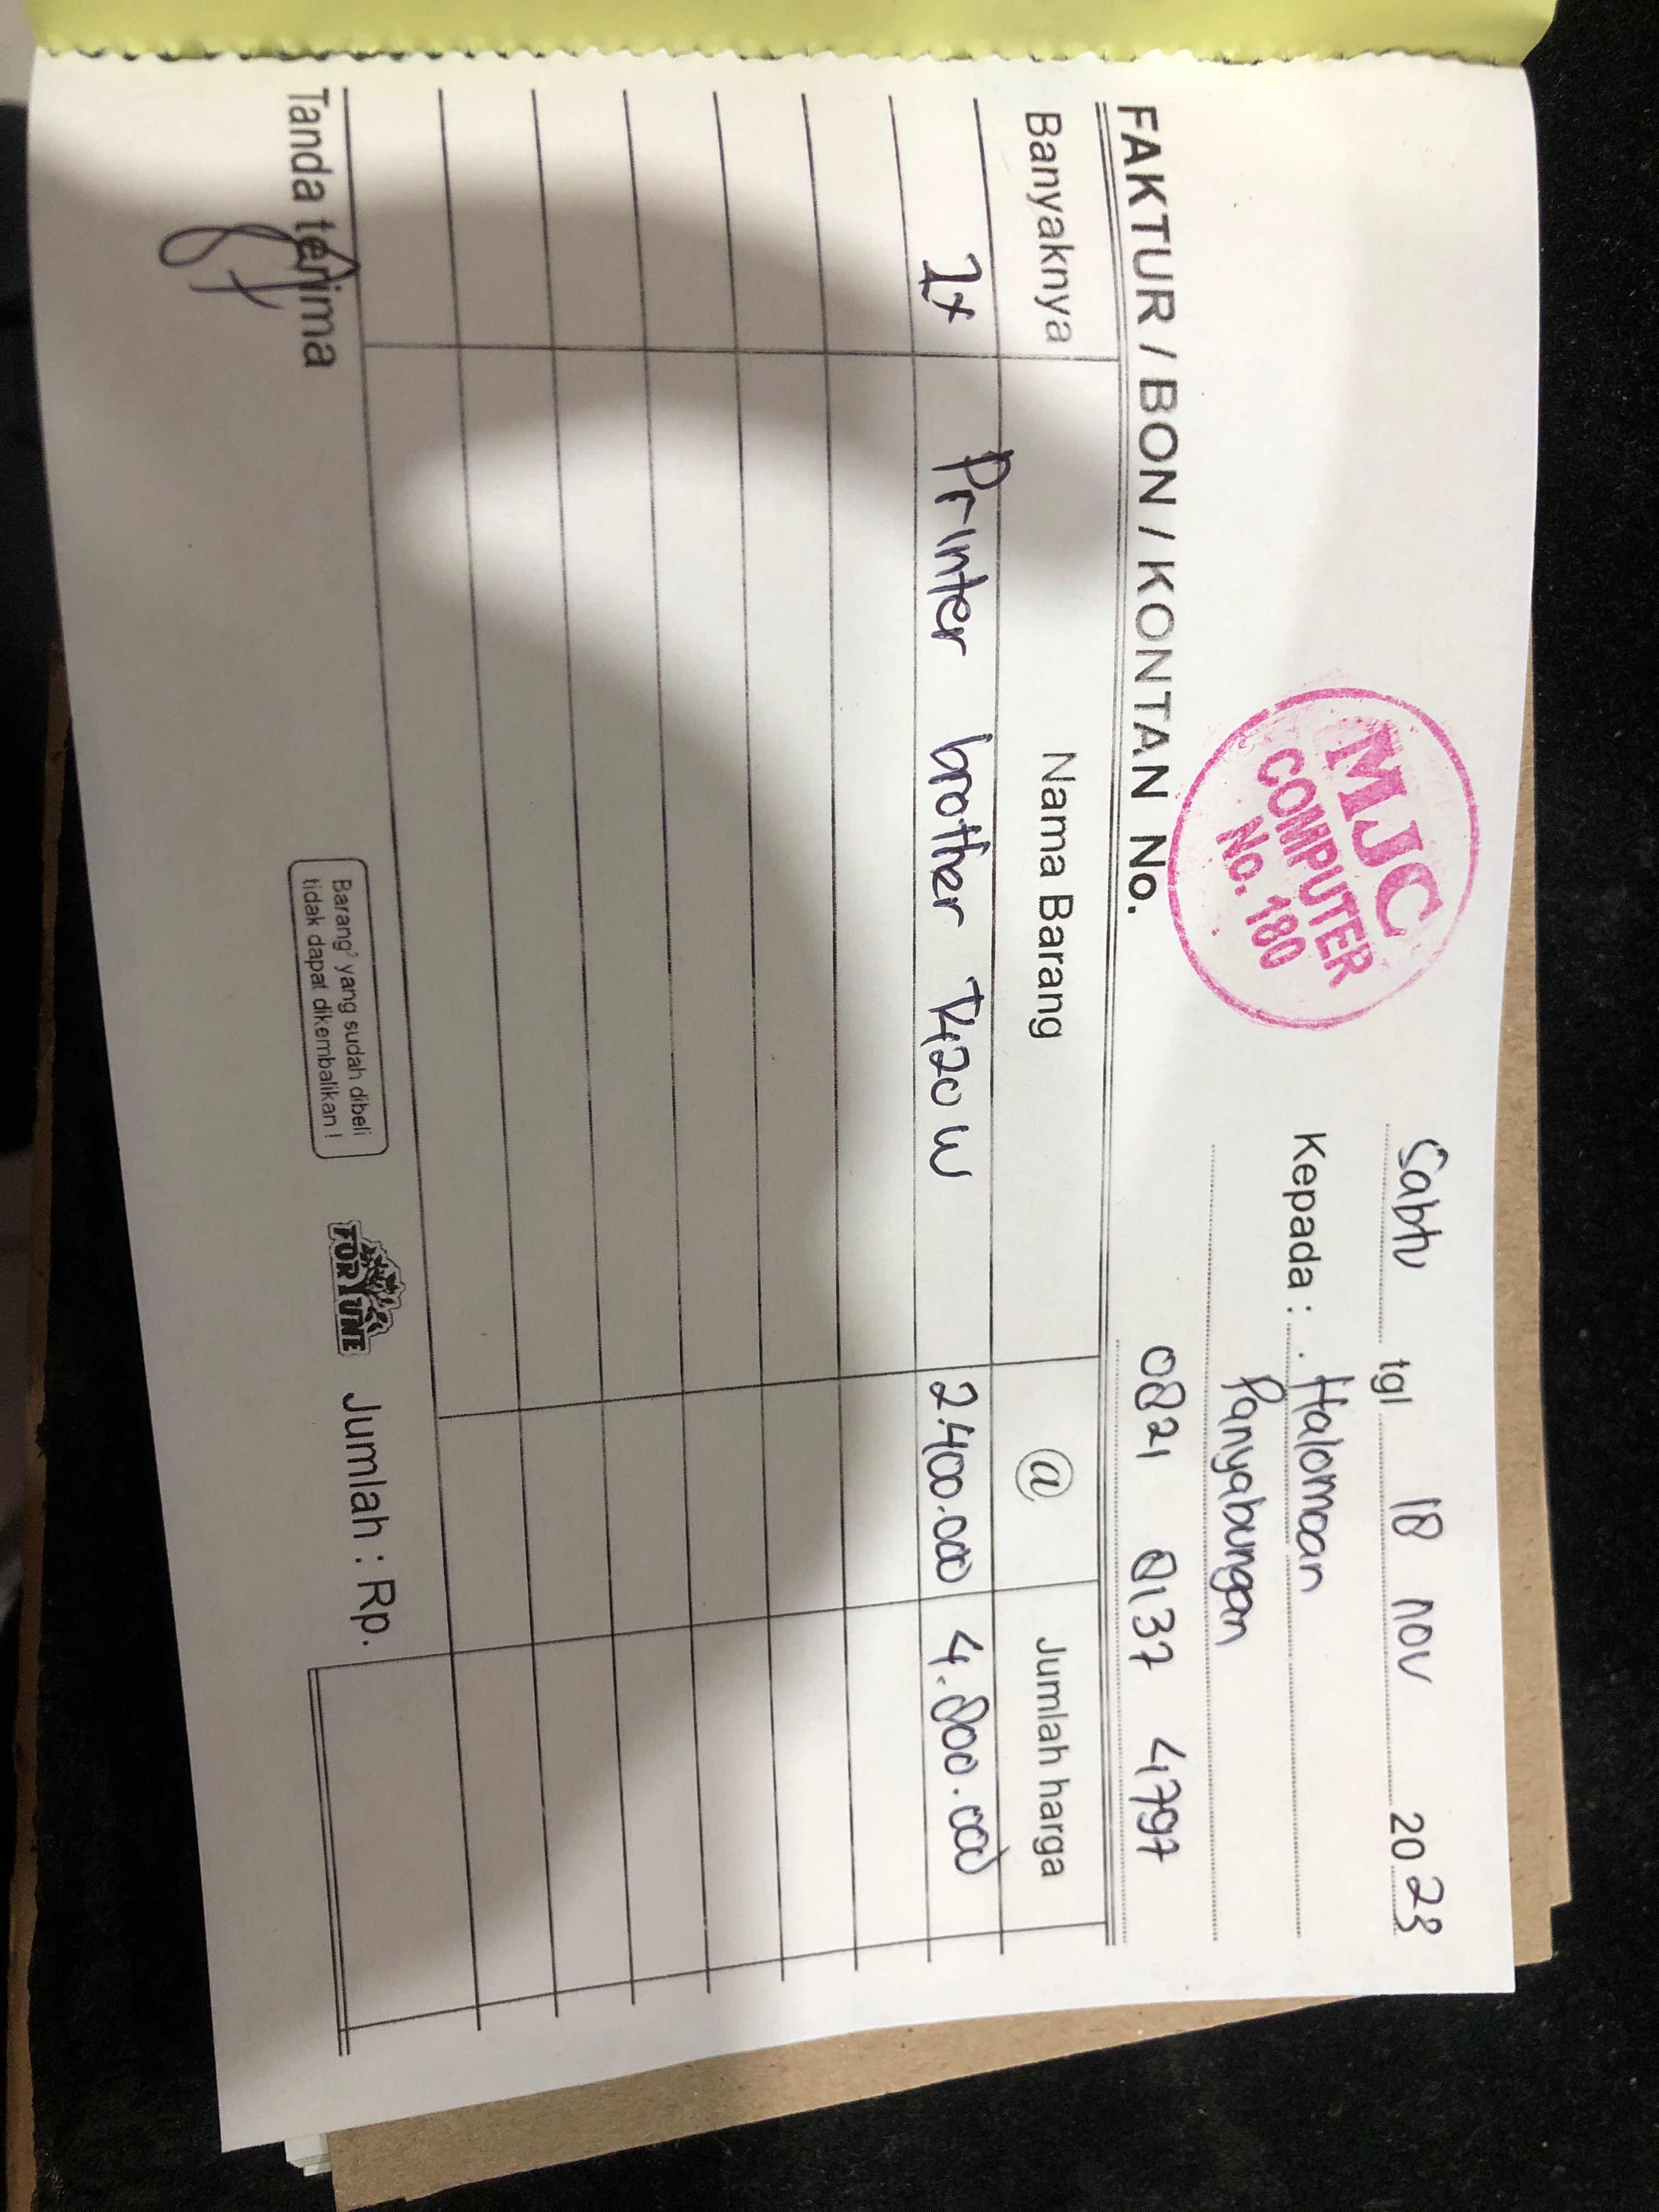 MJC
COMPUTER
No. 180
Sabtu tgl 18 nov 2023
Kepada : Halomoan
Panyabungan
0821 8137 4797
FAKTUR / BON / KONTAN No.
Banyaknya Nama Barang @ Jumlah harga
2x Printer brother T420W 2.400.000 4.800.000
Tanda terima
Barang² yang sudah dibeli
tidak dapat dikembalikan !
FORTUNE
Jumlah : Rp.